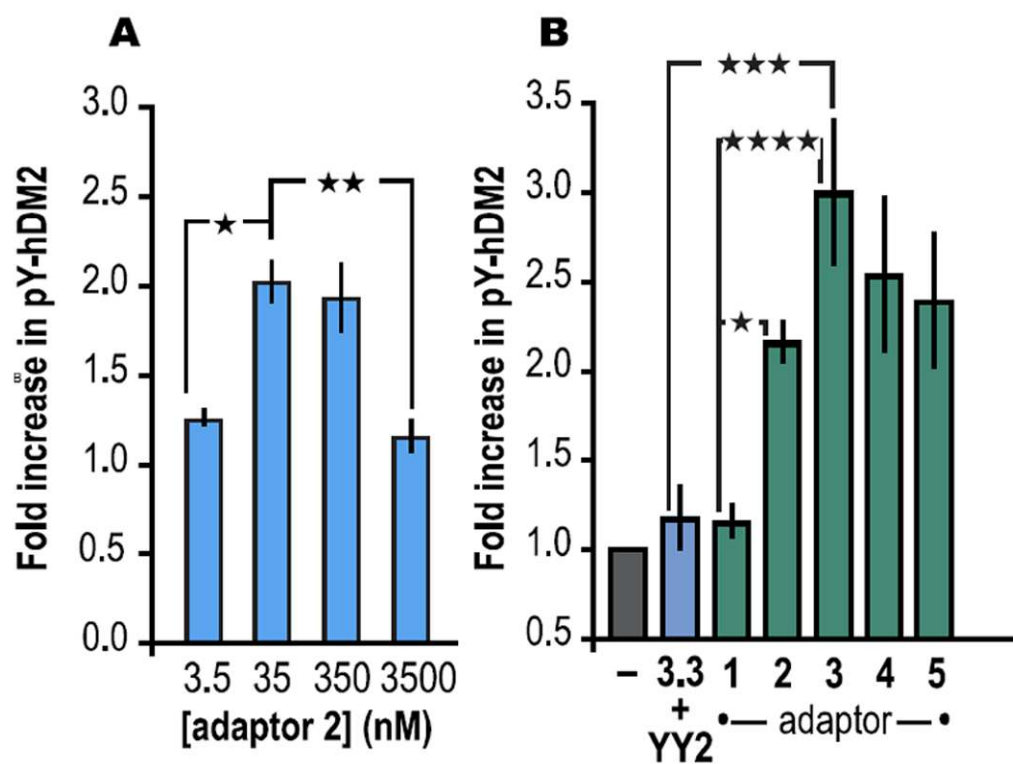 A
Fold increase in pY-hDM2
3.0
2.5
2.0
1.5
1.0
0.5
0.0
★
★★
3.5 35 350 3500
[adaptor 2] (nM)
B
Fold increase in pY-hDM2
3.5
3.0
2.5
2.0
1.5
1.0
0.5
★★★
★★★★
★
– 3.3 1 2 3 4 5
+
YY2
•— adaptor —•